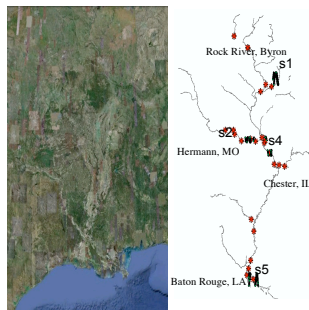 Rock River, Byron
s1
s2
s4
Hermann, MO
Chester, IL
s5
Baton Rouge, LA